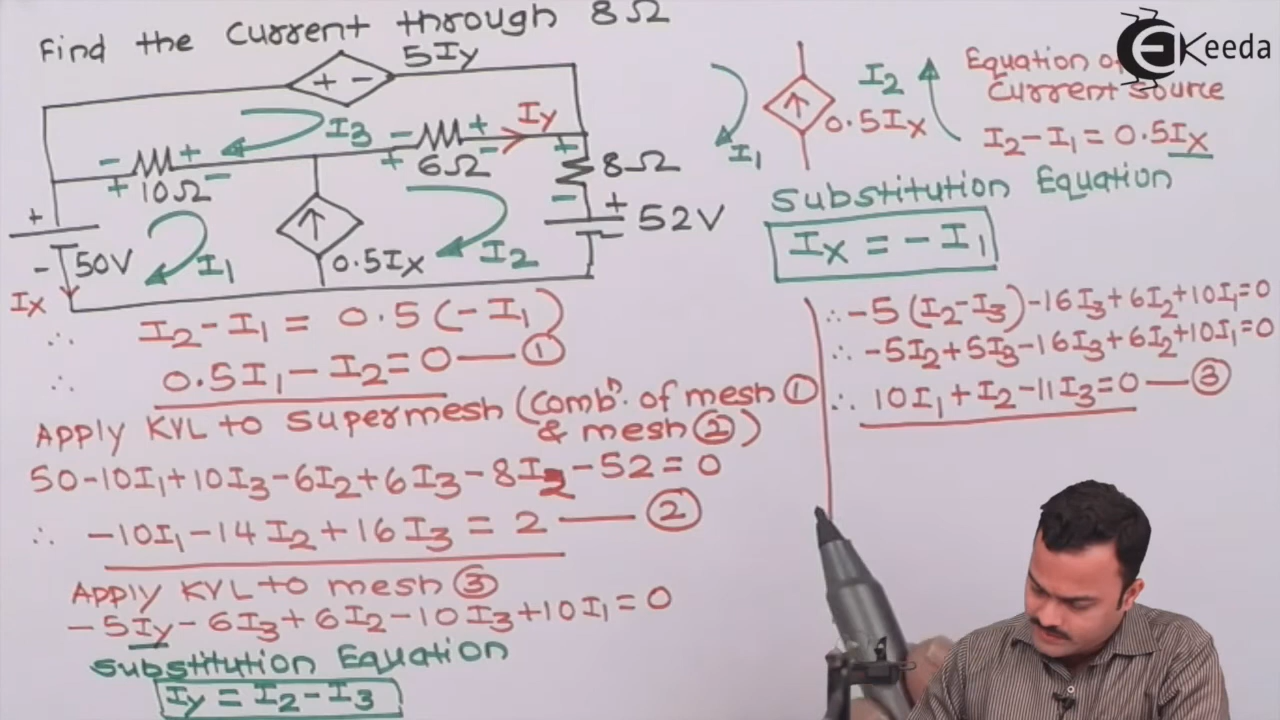 Find the current through 8Ω
5Iy
+ -
I3
- +
Iy
- +
+ -
6Ω
+
8Ω
+ -
10Ω
-
+
52V
+
-
50V
I1
0.5Ix
I2
Ix
∴ I2-I1 = 0.5(-I1)
∴ 0.5I1-I2=0 — ①
Apply KVL to supermesh (combn. of mesh ①
& mesh ②)
50-10I1+10I3-6I2+6I3-8I2-52=0
∴ -10I1-14I2+16I3 = 2 — ②
Apply KVL to mesh ③
-5Iy-6I3+6I2-10I3+10I1=0
Substitution Equation
Iy = I2-I3
I1
0.5Ix
I2
Equation of
Current source
I2-I1 = 0.5Ix
Substitution Equation
Ix = -I1
∴ -5(I2-I3)-16I3+6I2+10I1=0
∴ -5I2+5I3-16I3+6I2+10I1=0
∴ 10I1+I2-11I3=0 — ③
eKeeda